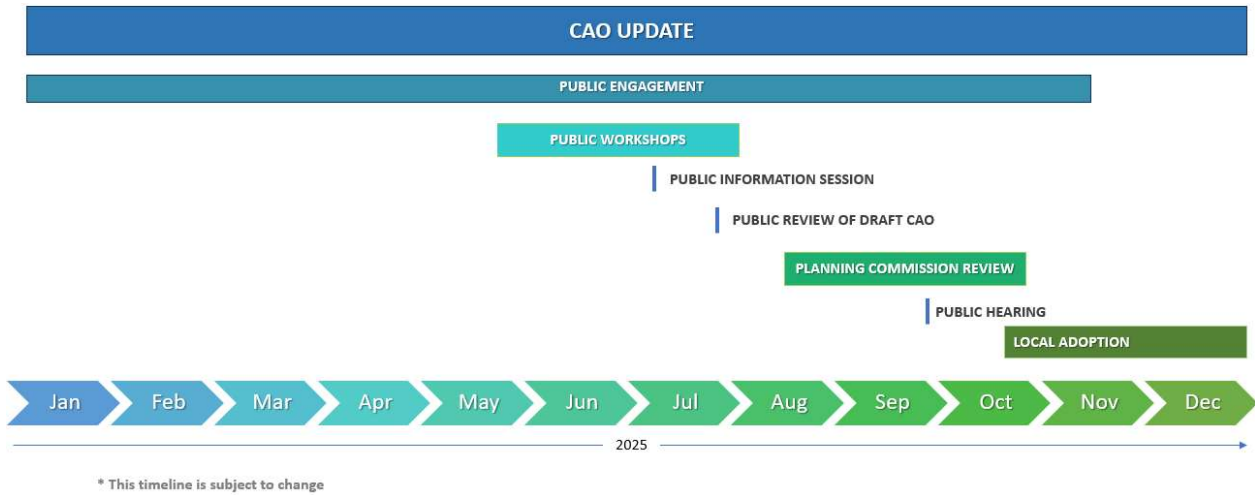 CAO UPDATE
PUBLIC ENGAGEMENT
PUBLIC WORKSHOPS
PUBLIC INFORMATION SESSION
PUBLIC REVIEW OF DRAFT CAO
PLANNING COMMISSION REVIEW
PUBLIC HEARING
LOCAL ADOPTION
Jan Feb Mar Apr May Jun Jul Aug Sep Oct Nov Dec
2025
* This timeline is subject to change